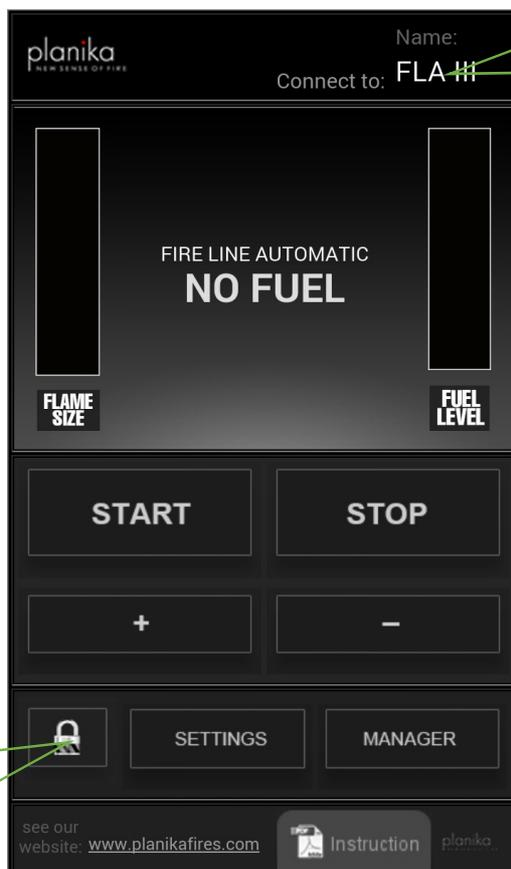 planika
NEW SENSE OF FIRE
Name:
Connect to: FLA III
FIRE LINE AUTOMATIC
NO FUEL
FLAME
SIZE
FUEL
LEVEL
START
STOP
+
–
SETTINGS
MANAGER
see our
website: www.planikafires.com
PDF
Instruction
planika